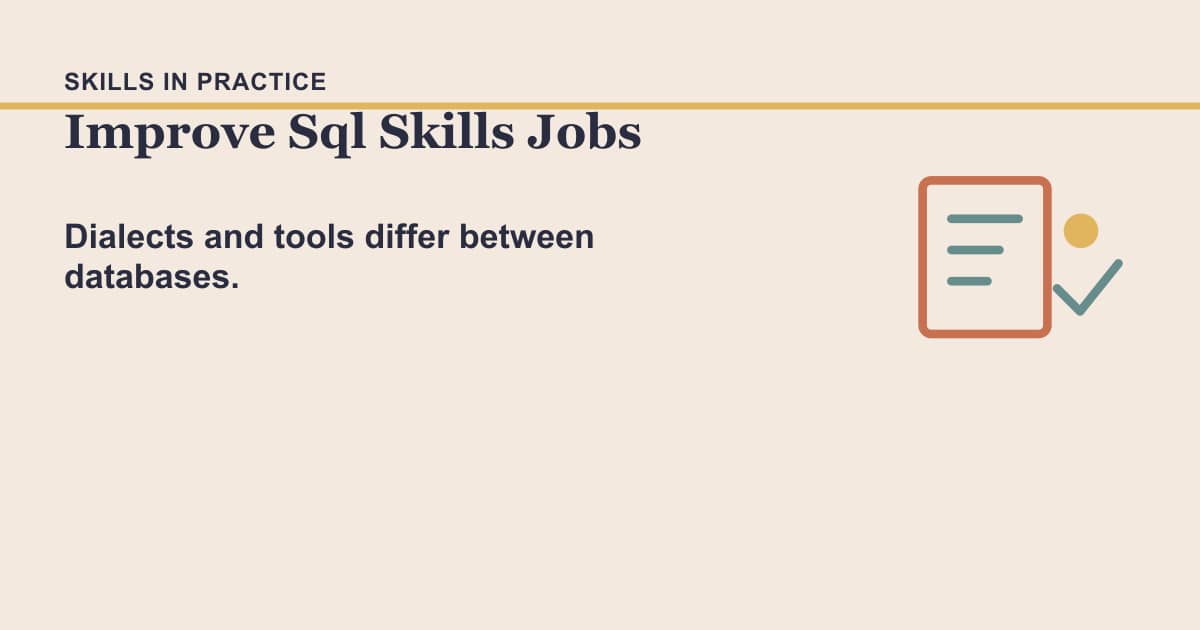 SKILLS IN PRACTICE
Improve Sql Skills Jobs
Dialects and tools differ between
databases.